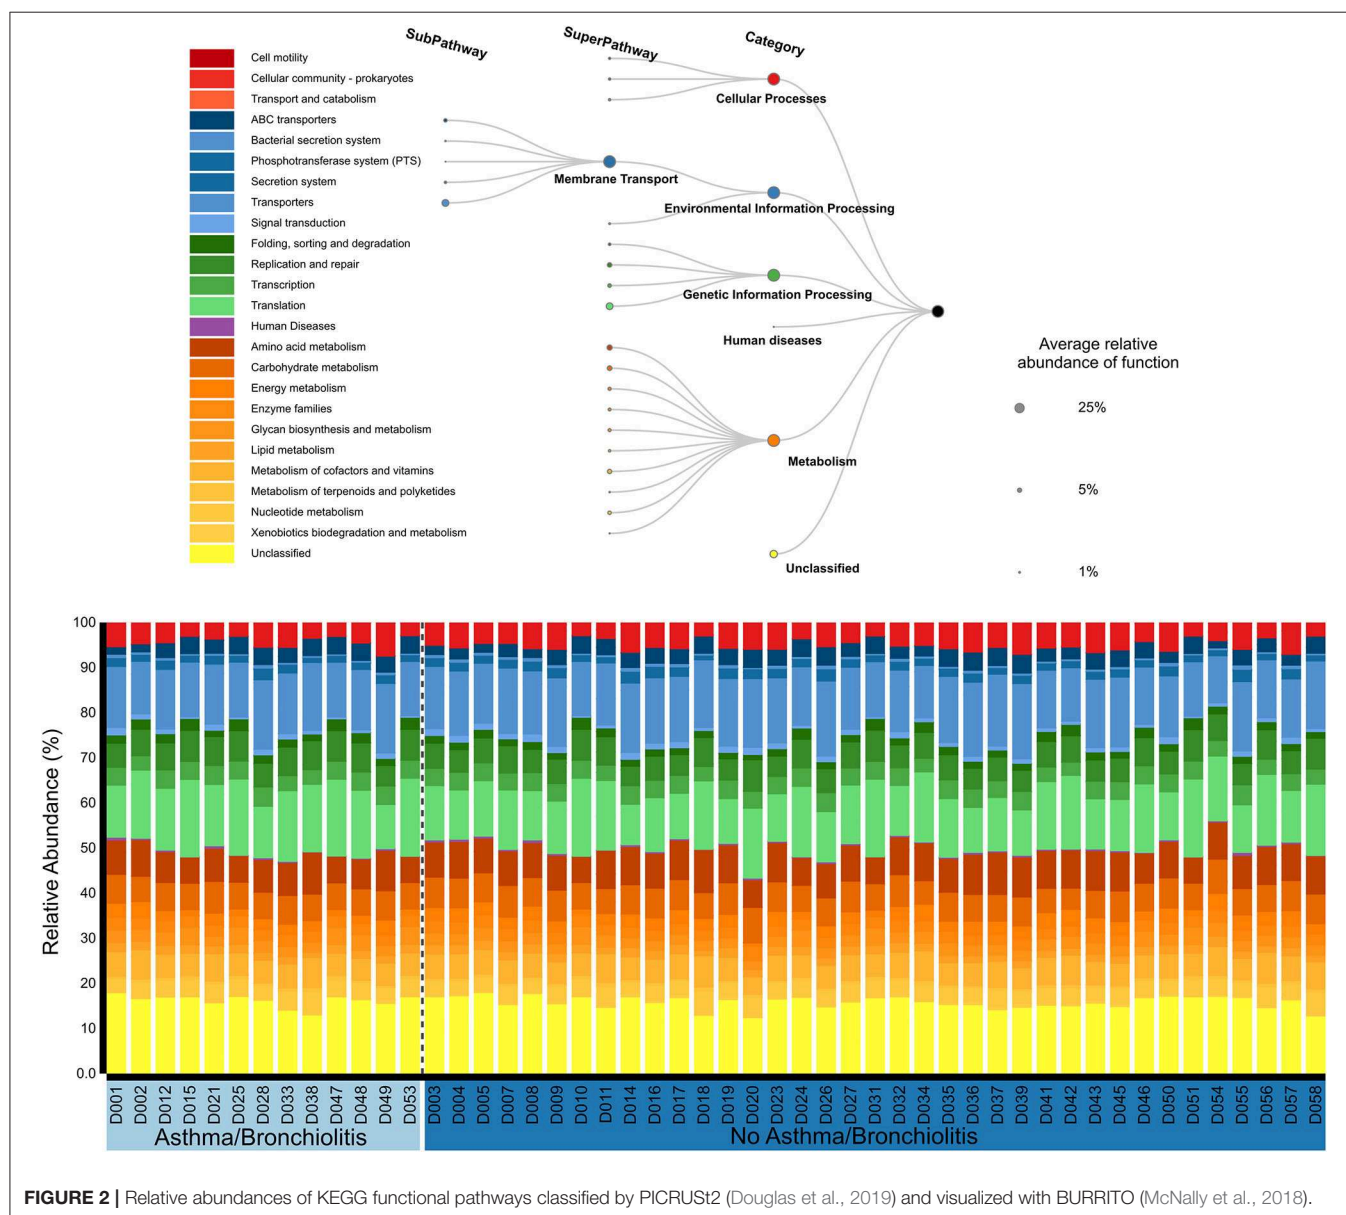 SubPathway
SuperPathway
Category
Cell motility
Cellular community - prokaryotes
Transport and catabolism
ABC transporters
Bacterial secretion system
Phosphotransferase system (PTS)
Secretion system
Transporters
Signal transduction
Folding, sorting and degradation
Replication and repair
Transcription
Translation
Human Diseases
Amino acid metabolism
Carbohydrate metabolism
Energy metabolism
Enzyme families
Glycan biosynthesis and metabolism
Lipid metabolism
Metabolism of cofactors and vitamins
Metabolism of terpenoids and polyketides
Nucleotide metabolism
Xenobiotics biodegradation and metabolism
Unclassified
Cellular Processes
Membrane Transport
Environmental Information Processing
Genetic Information Processing
Human diseases
Metabolism
Unclassified
Average relative
abundance of function
25%
5%
1%
Relative Abundance (%)
100
90
80
70
60
50
40
30
20
10
0.0
D001
D002
D012
D015
D021
D025
D028
D033
D038
D047
D048
D049
D053
D003
D004
D005
D007
D008
D009
D010
D011
D014
D016
D017
D018
D019
D020
D023
D024
D026
D027
D031
D032
D034
D035
D036
D037
D039
D041
D042
D043
D045
D046
D050
D051
D054
D055
D056
D057
D058
Asthma/Bronchiolitis
No Asthma/Bronchiolitis
FIGURE 2 | Relative abundances of KEGG functional pathways classified by PICRUSt2 (Douglas et al., 2019) and visualized with BURRITO (McNally et al., 2018).